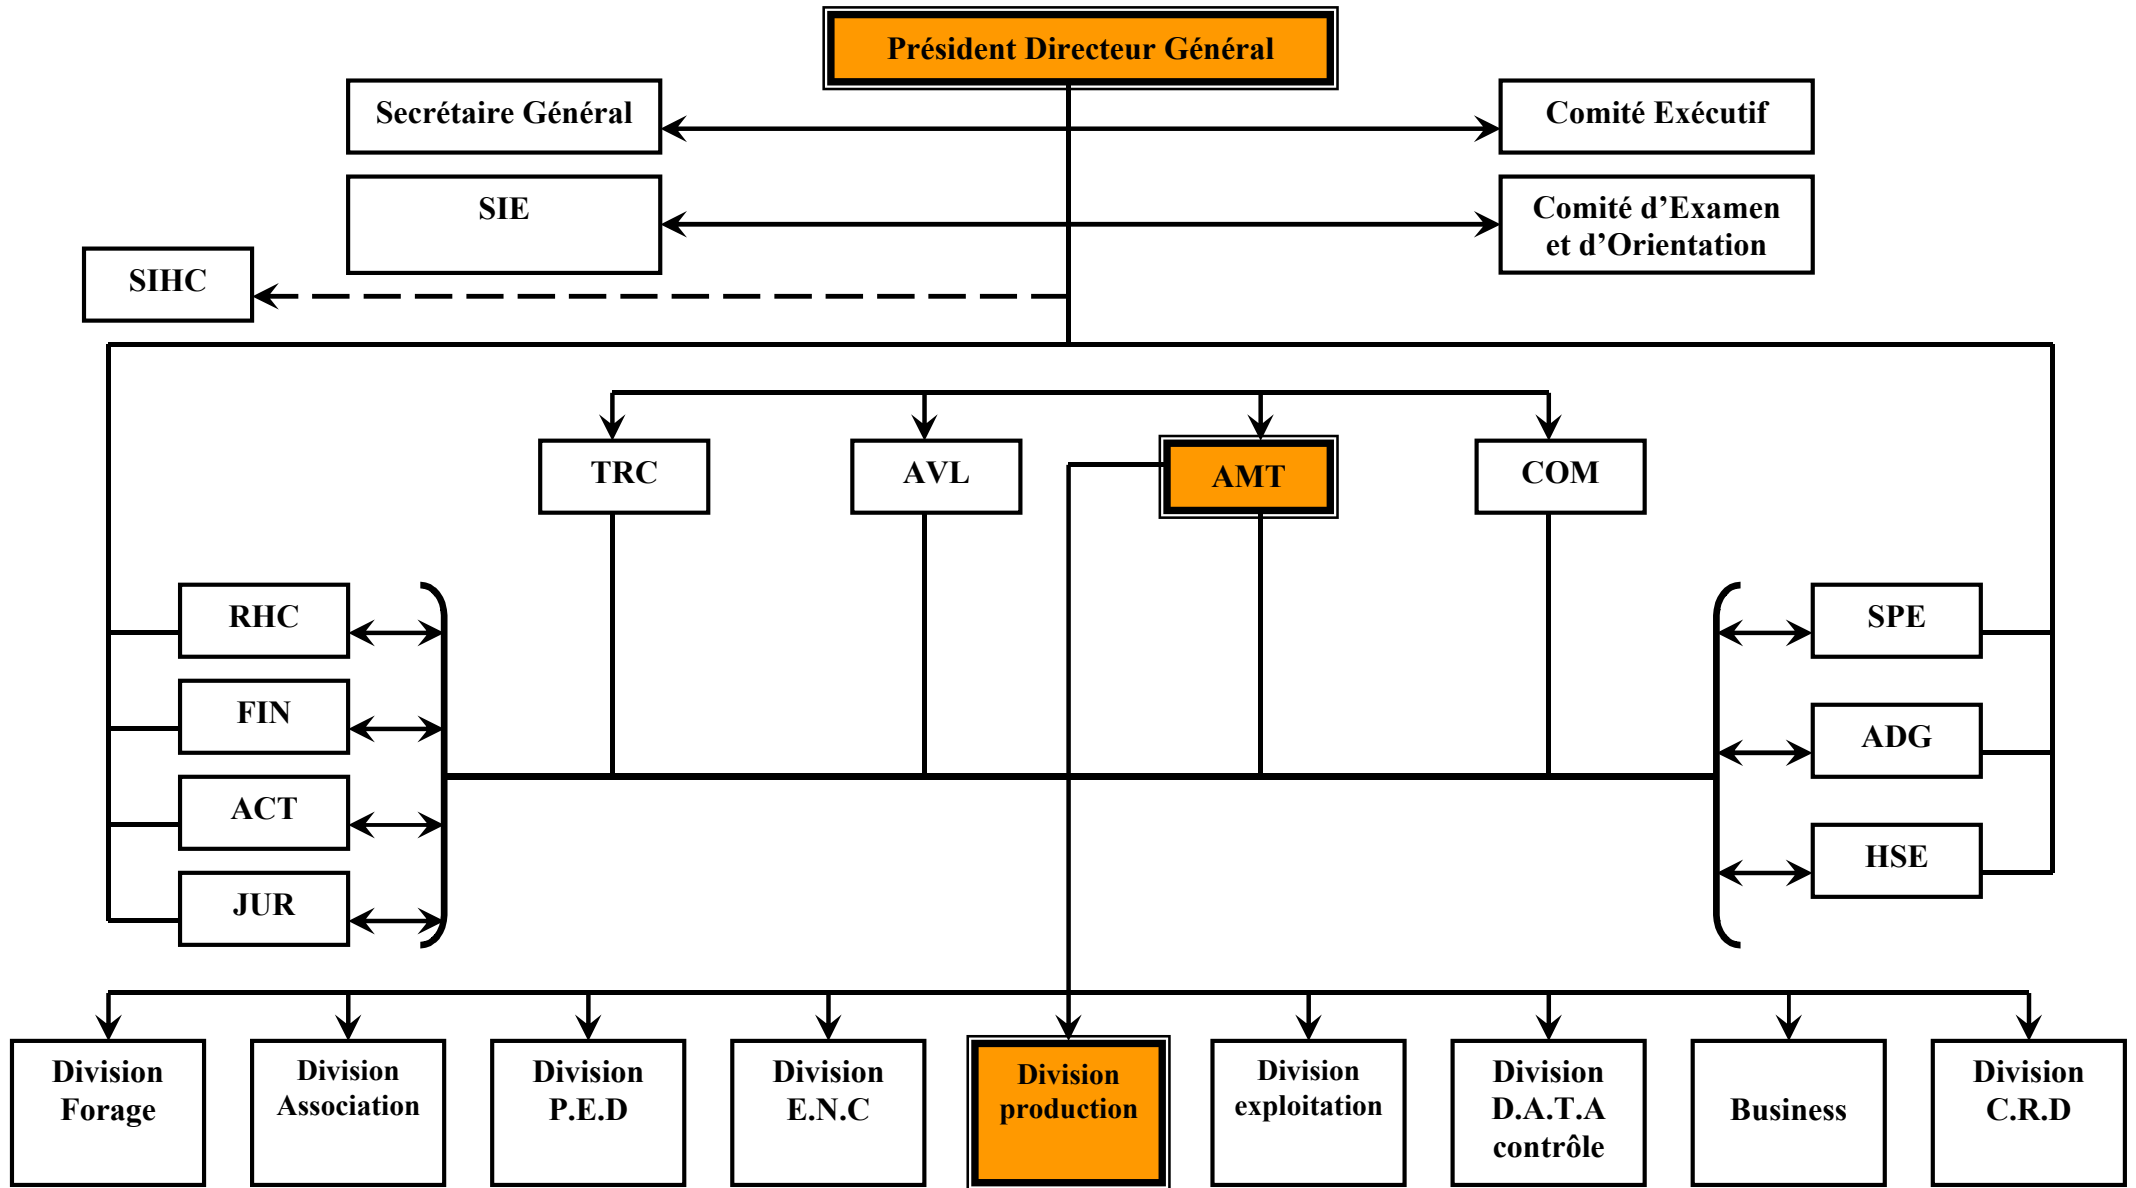 Président Directeur Général
Secrétaire Général
Comité Exécutif
SIE
Comité d’Examen
et d’Orientation
SIHC
TRC
AVL
AMT
COM
RHC
FIN
ACT
JUR
SPE
ADG
HSE
Division
Forage
Division
Association
Division
P.E.D
Division
E.N.C
Division
production
Division
exploitation
Division
D.A.T.A
contrôle
Business
Division
C.R.D